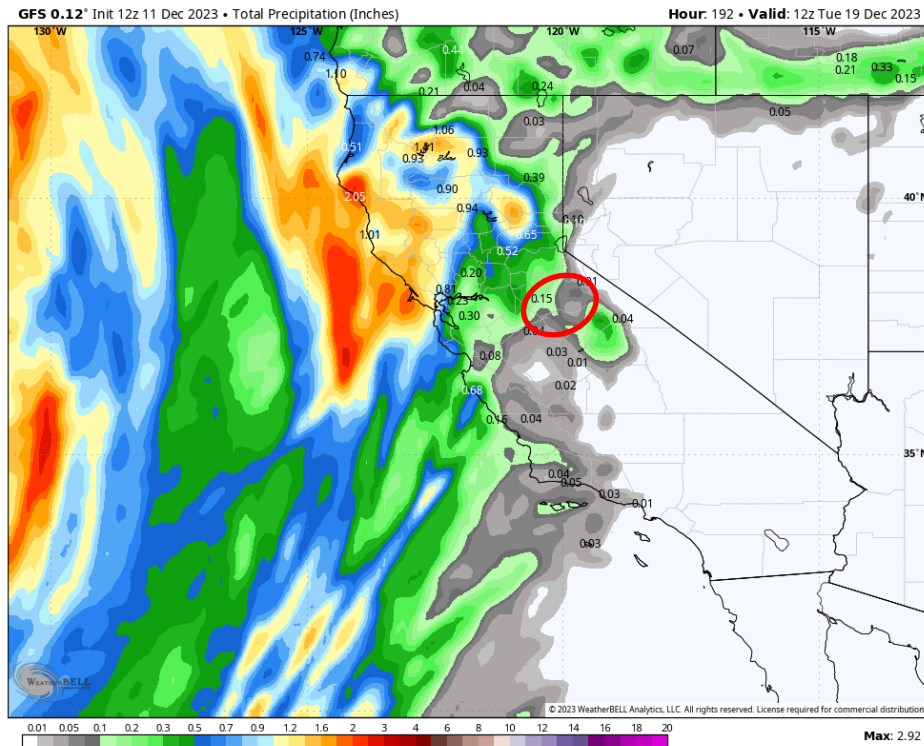 GFS 0.12° Init 12z 11 Dec 2023 • Total Precipitation (Inches) Hour: 192 • Valid: 12z Tue 19 Dec 2023
130°W 125°W 120°W 115°W
0.74 0.44 0.07 0.18
1.10 0.21 0.33
0.21 0.04 0.24 0.15
0.03 0.05
1.06
0.51 0.93 0.93
0.39
2.05 0.90 40°N
0.94 0.10
1.01 0.65
0.52
0.20
0.81 0.15
0.23
0.30 0.04
0.08 0.03
0.01
0.68 0.02
0.04
35°N
0.04
0.05
0.03
0.01
0.03
WEATHERBELL
© 2023 WeatherBELL Analytics, LLC. All rights reserved. License required for commercial distribution
0.01 0.05 0.1 0.2 0.3 0.5 0.7 0.9 1.2 1.6 2 3 4 6 8 10 12 14 16 18 20
Max: 2.92